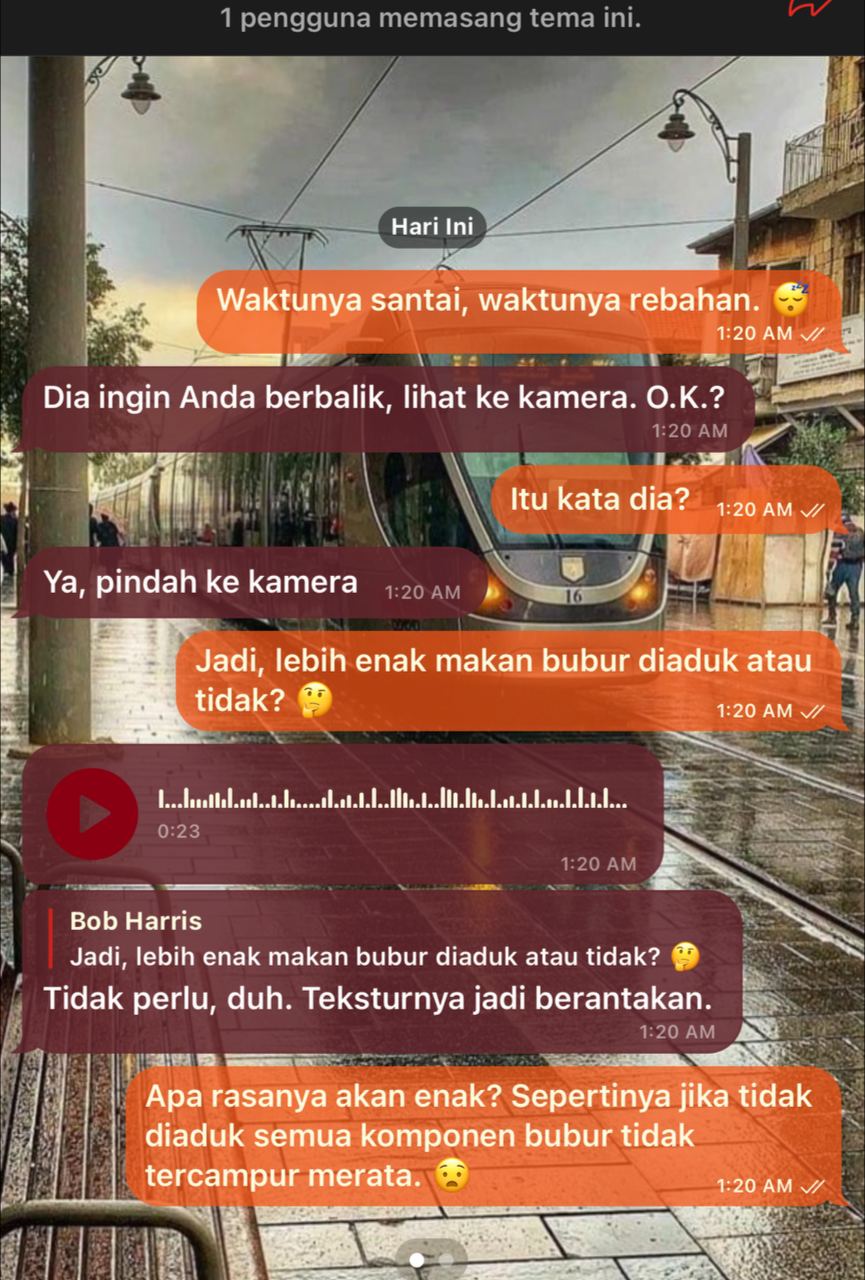 1 pengguna memasang tema ini.
Hari Ini
Waktunya santai, waktunya rebahan. 😴
1:20 AM
Dia ingin Anda berbalik, lihat ke kamera. O.K.?
1:20 AM
Itu kata dia? 1:20 AM
Ya, pindah ke kamera 1:20 AM
Jadi, lebih enak makan bubur diaduk atau
tidak? 🤔 1:20 AM
0:23
1:20 AM
Bob Harris
Jadi, lebih enak makan bubur diaduk atau tidak? 🤔
Tidak perlu, duh. Teksturnya jadi berantakan.
1:20 AM
Apa rasanya akan enak? Sepertinya jika tidak
diaduk semua komponen bubur tidak
tercampur merata. 😧 1:20 AM
16